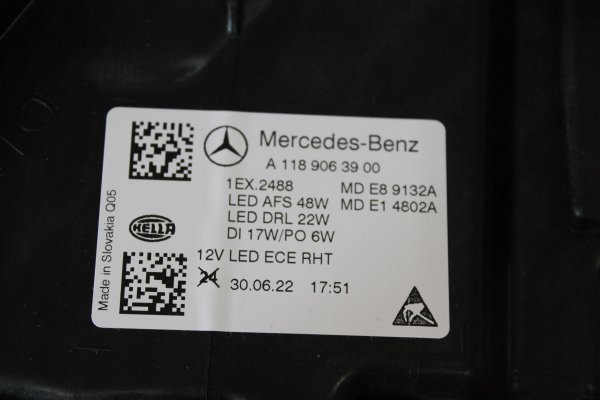 Mercedes-Benz
A 118 906 39 00
1EX.2488 MD E8 9132A
LED AFS 48W MD E1 4802A
LED DRL 22W
DI 17W/PO 6W
12V LED ECE RHT
24 30.06.22 17:51
HELLA
Made in Slovakia Q05